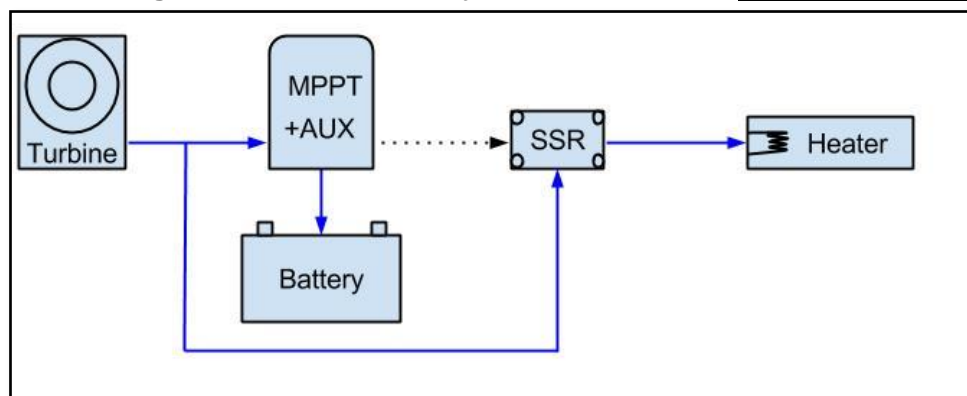 Turbine
MPPT
+AUX
SSR
Heater
Battery